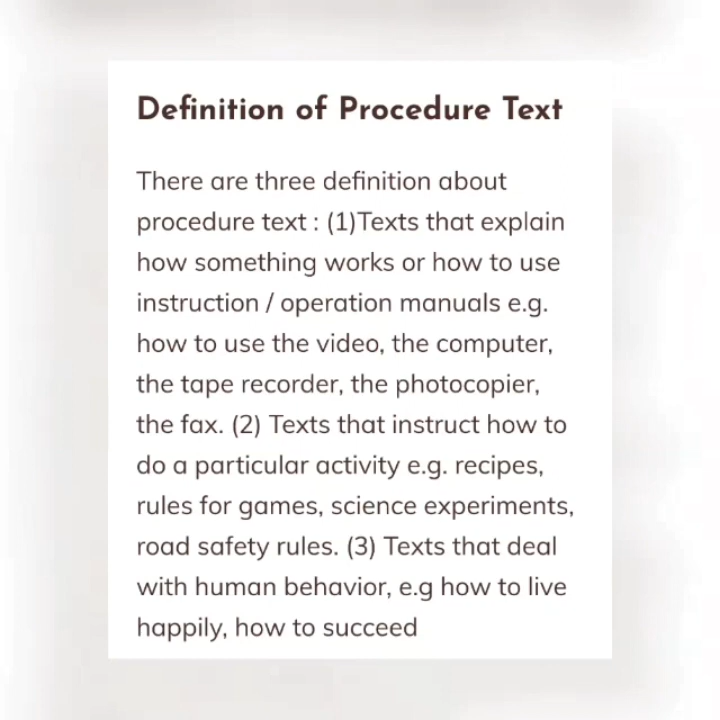 Definition of Procedure Text
There are three definition about
procedure text : (1)Texts that explain
how something works or how to use
instruction / operation manuals e.g.
how to use the video, the computer,
the tape recorder, the photocopier,
the fax. (2) Texts that instruct how to
do a particular activity e.g. recipes,
rules for games, science experiments,
road safety rules. (3) Texts that deal
with human behavior, e.g how to live
happily, how to succeed